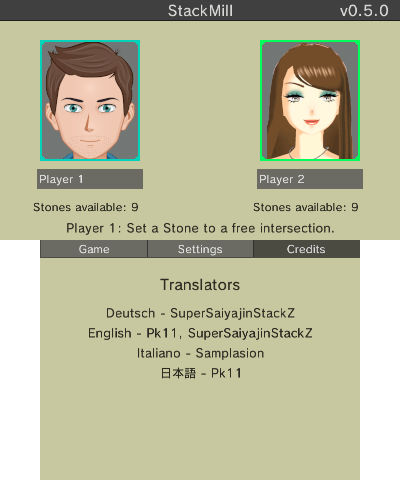 StackMill v0.5.0
Player 1 Player 2
Stones available: 9 Stones available: 9
Player 1: Set a Stone to a free intersection.
Game Settings Credits
Translators
Deutsch - SuperSaiyajinStackZ
English - Pk11, SuperSaiyajinStackZ
Italiano - Samplasion
日本語 - Pk11